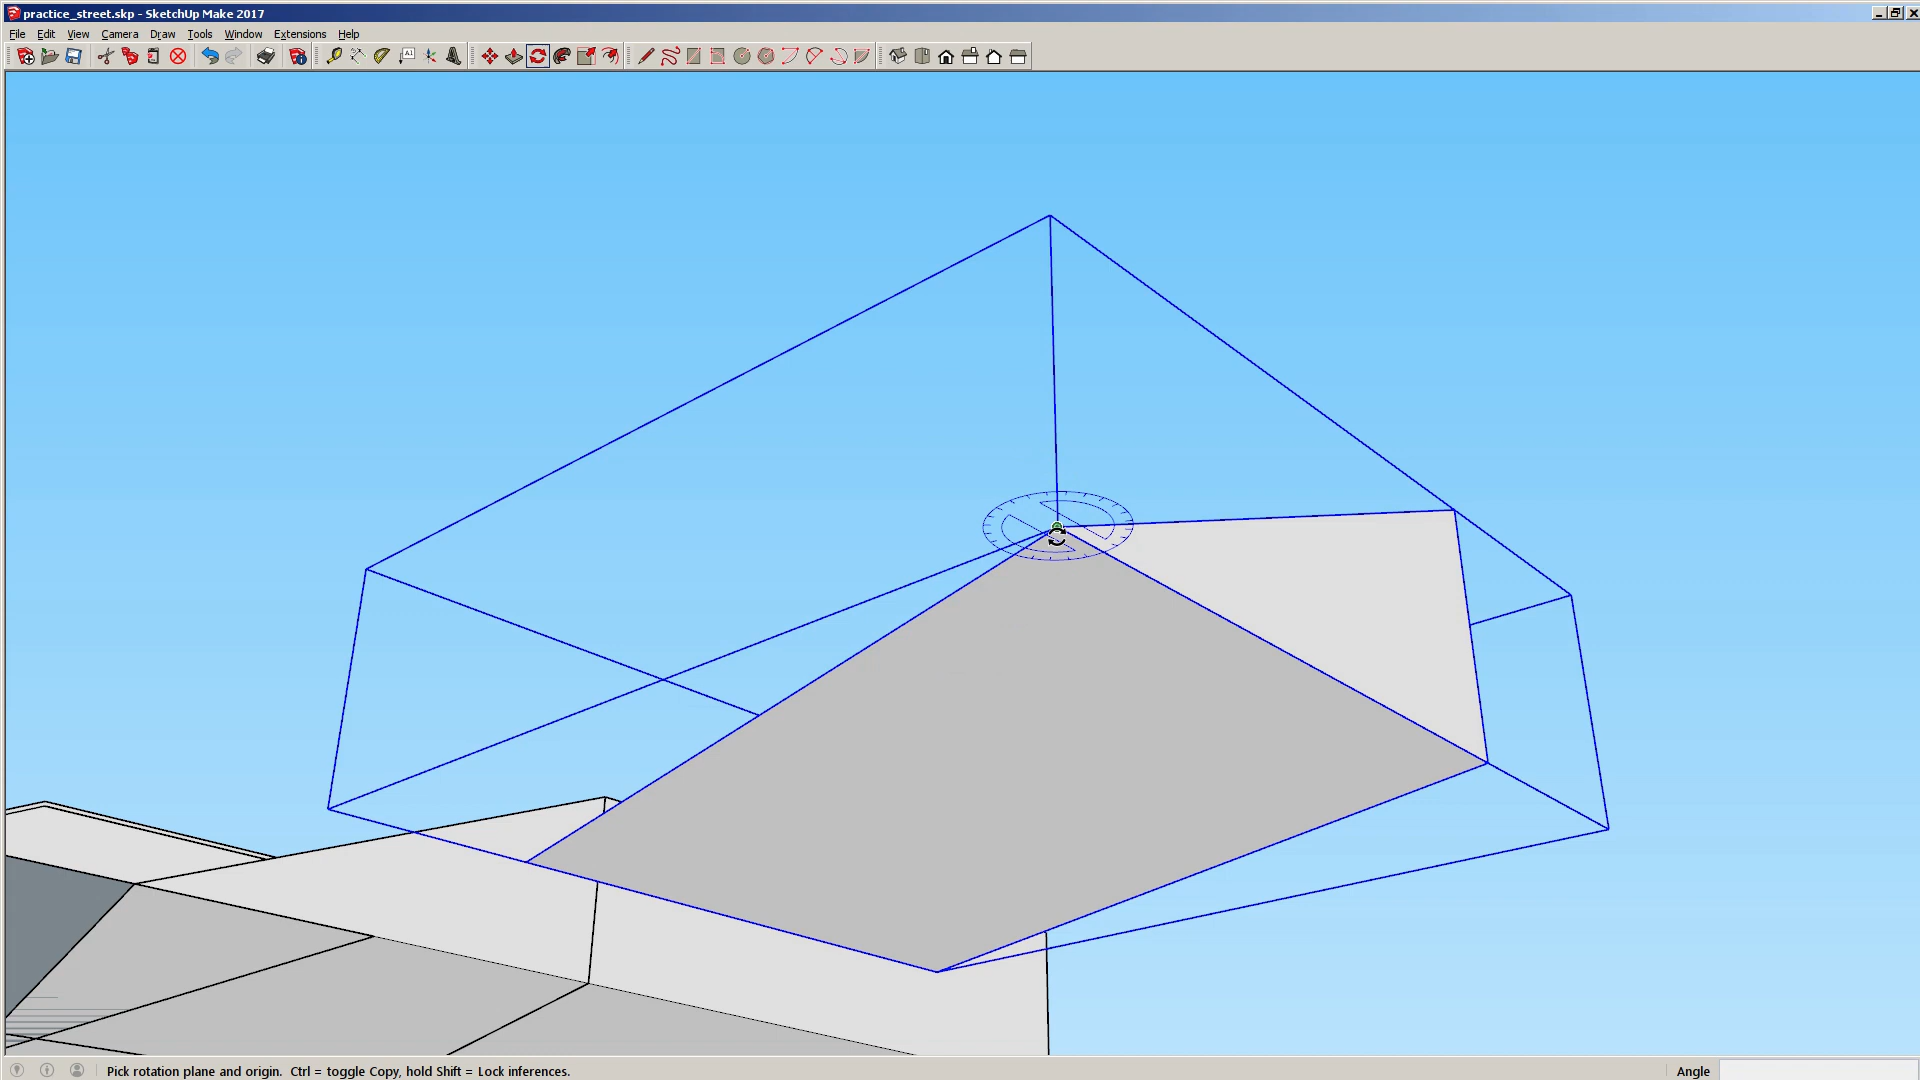 practice_street.skp - SketchUp Make 2017
File Edit View Camera Draw Tools Window Extensions Help
A1
Pick rotation plane and origin. Ctrl = toggle Copy, hold Shift = Lock inferences.
Angle